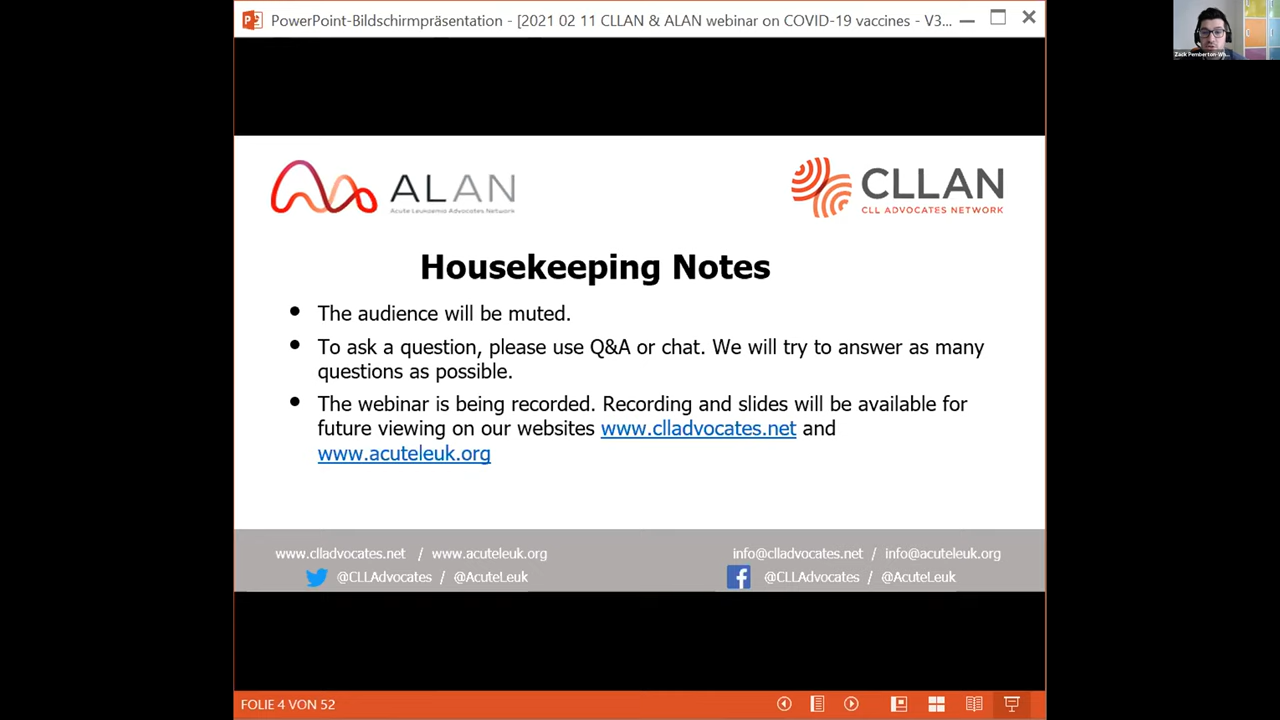 PowerPoint-Bildschirmpräsentation - [2021 02 11 CLLAN & ALAN webinar on COVID-19 vaccines - V3...
Zack Pemberton-W...
ALAN
Acute Leukaemia Advocates Network
CLLAN
CLL ADVOCATES NETWORK
Housekeeping Notes
• The audience will be muted.
• To ask a question, please use Q&A or chat. We will try to answer as many
questions as possible.
• The webinar is being recorded. Recording and slides will be available for
future viewing on our websites www.clladvocates.net and
www.acuteleuk.org
www.clladvocates.net / www.acuteleuk.org
info@clladvocates.net / info@acuteleuk.org
@CLLAdvocates / @AcuteLeuk
@CLLAdvocates / @AcuteLeuk
FOLIE 4 VON 52